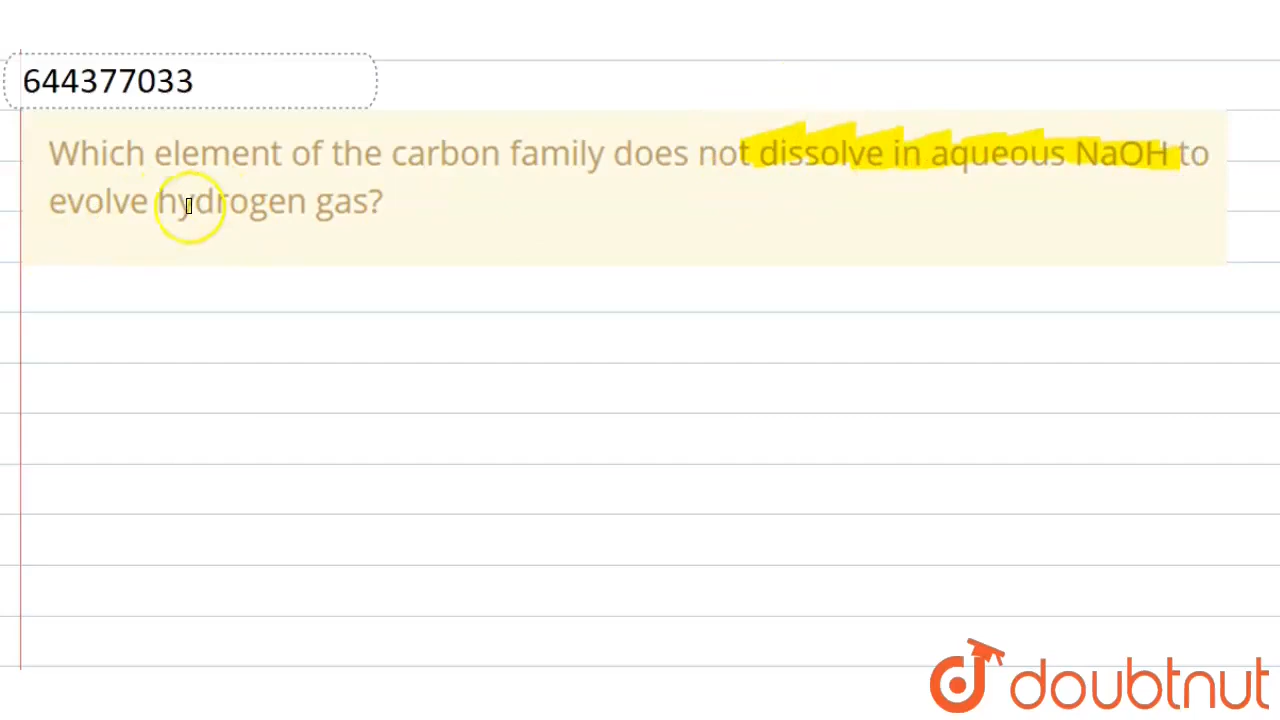 644377033
Which element of the carbon family does not dissolve in aqueous NaOH to
evolve hydrogen gas?
doubtnut